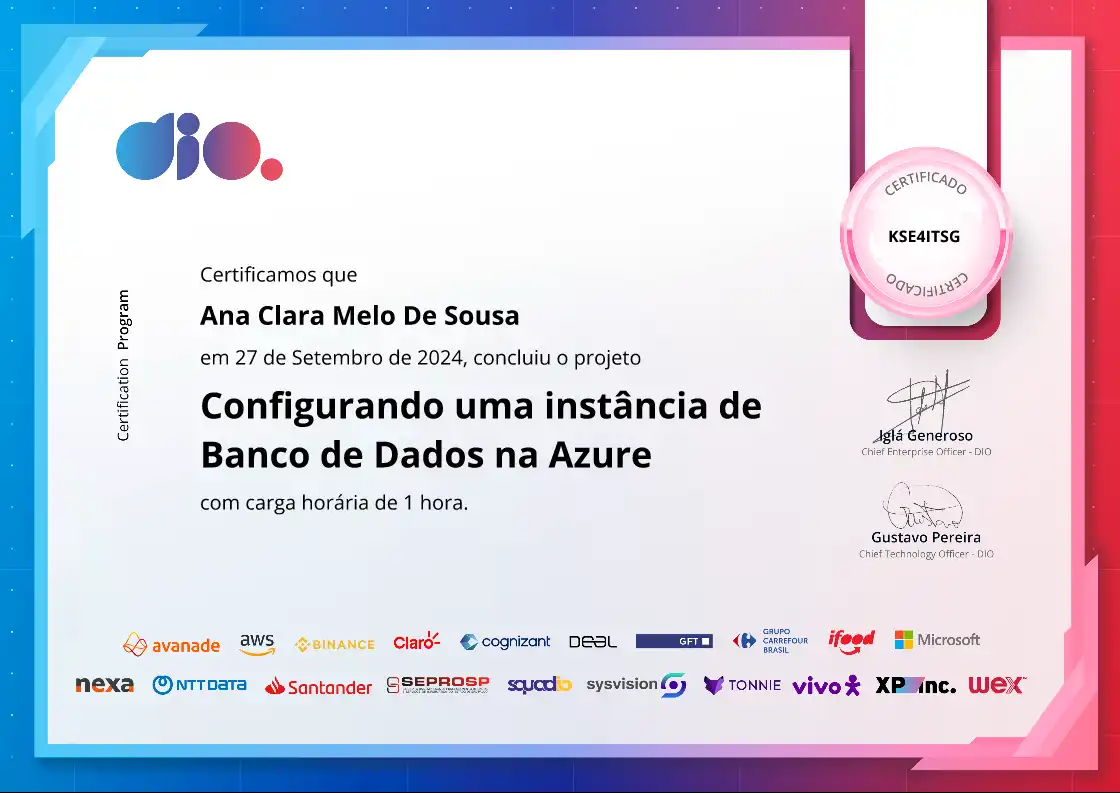 dio.
CERTIFICADO
KSE4ITSG
CERTIFICADO
Certification Program
Certificamos que
Ana Clara Melo De Sousa
em 27 de Setembro de 2024, concluiu o projeto
Configurando uma instância de
Banco de Dados na Azure
com carga horária de 1 hora.
Iglá Generoso
Chief Enterprise Officer - DIO
Gustavo Pereira
Chief Technology Officer - DIO
avanade aws BINANCE Claro cognizant DEAL GFT GRUPO CARREFOUR BRASIL ifood Microsoft
nexa NTT DATA Santander SEPROSP squadio sysvision TONNIE vivo XP inc. wex